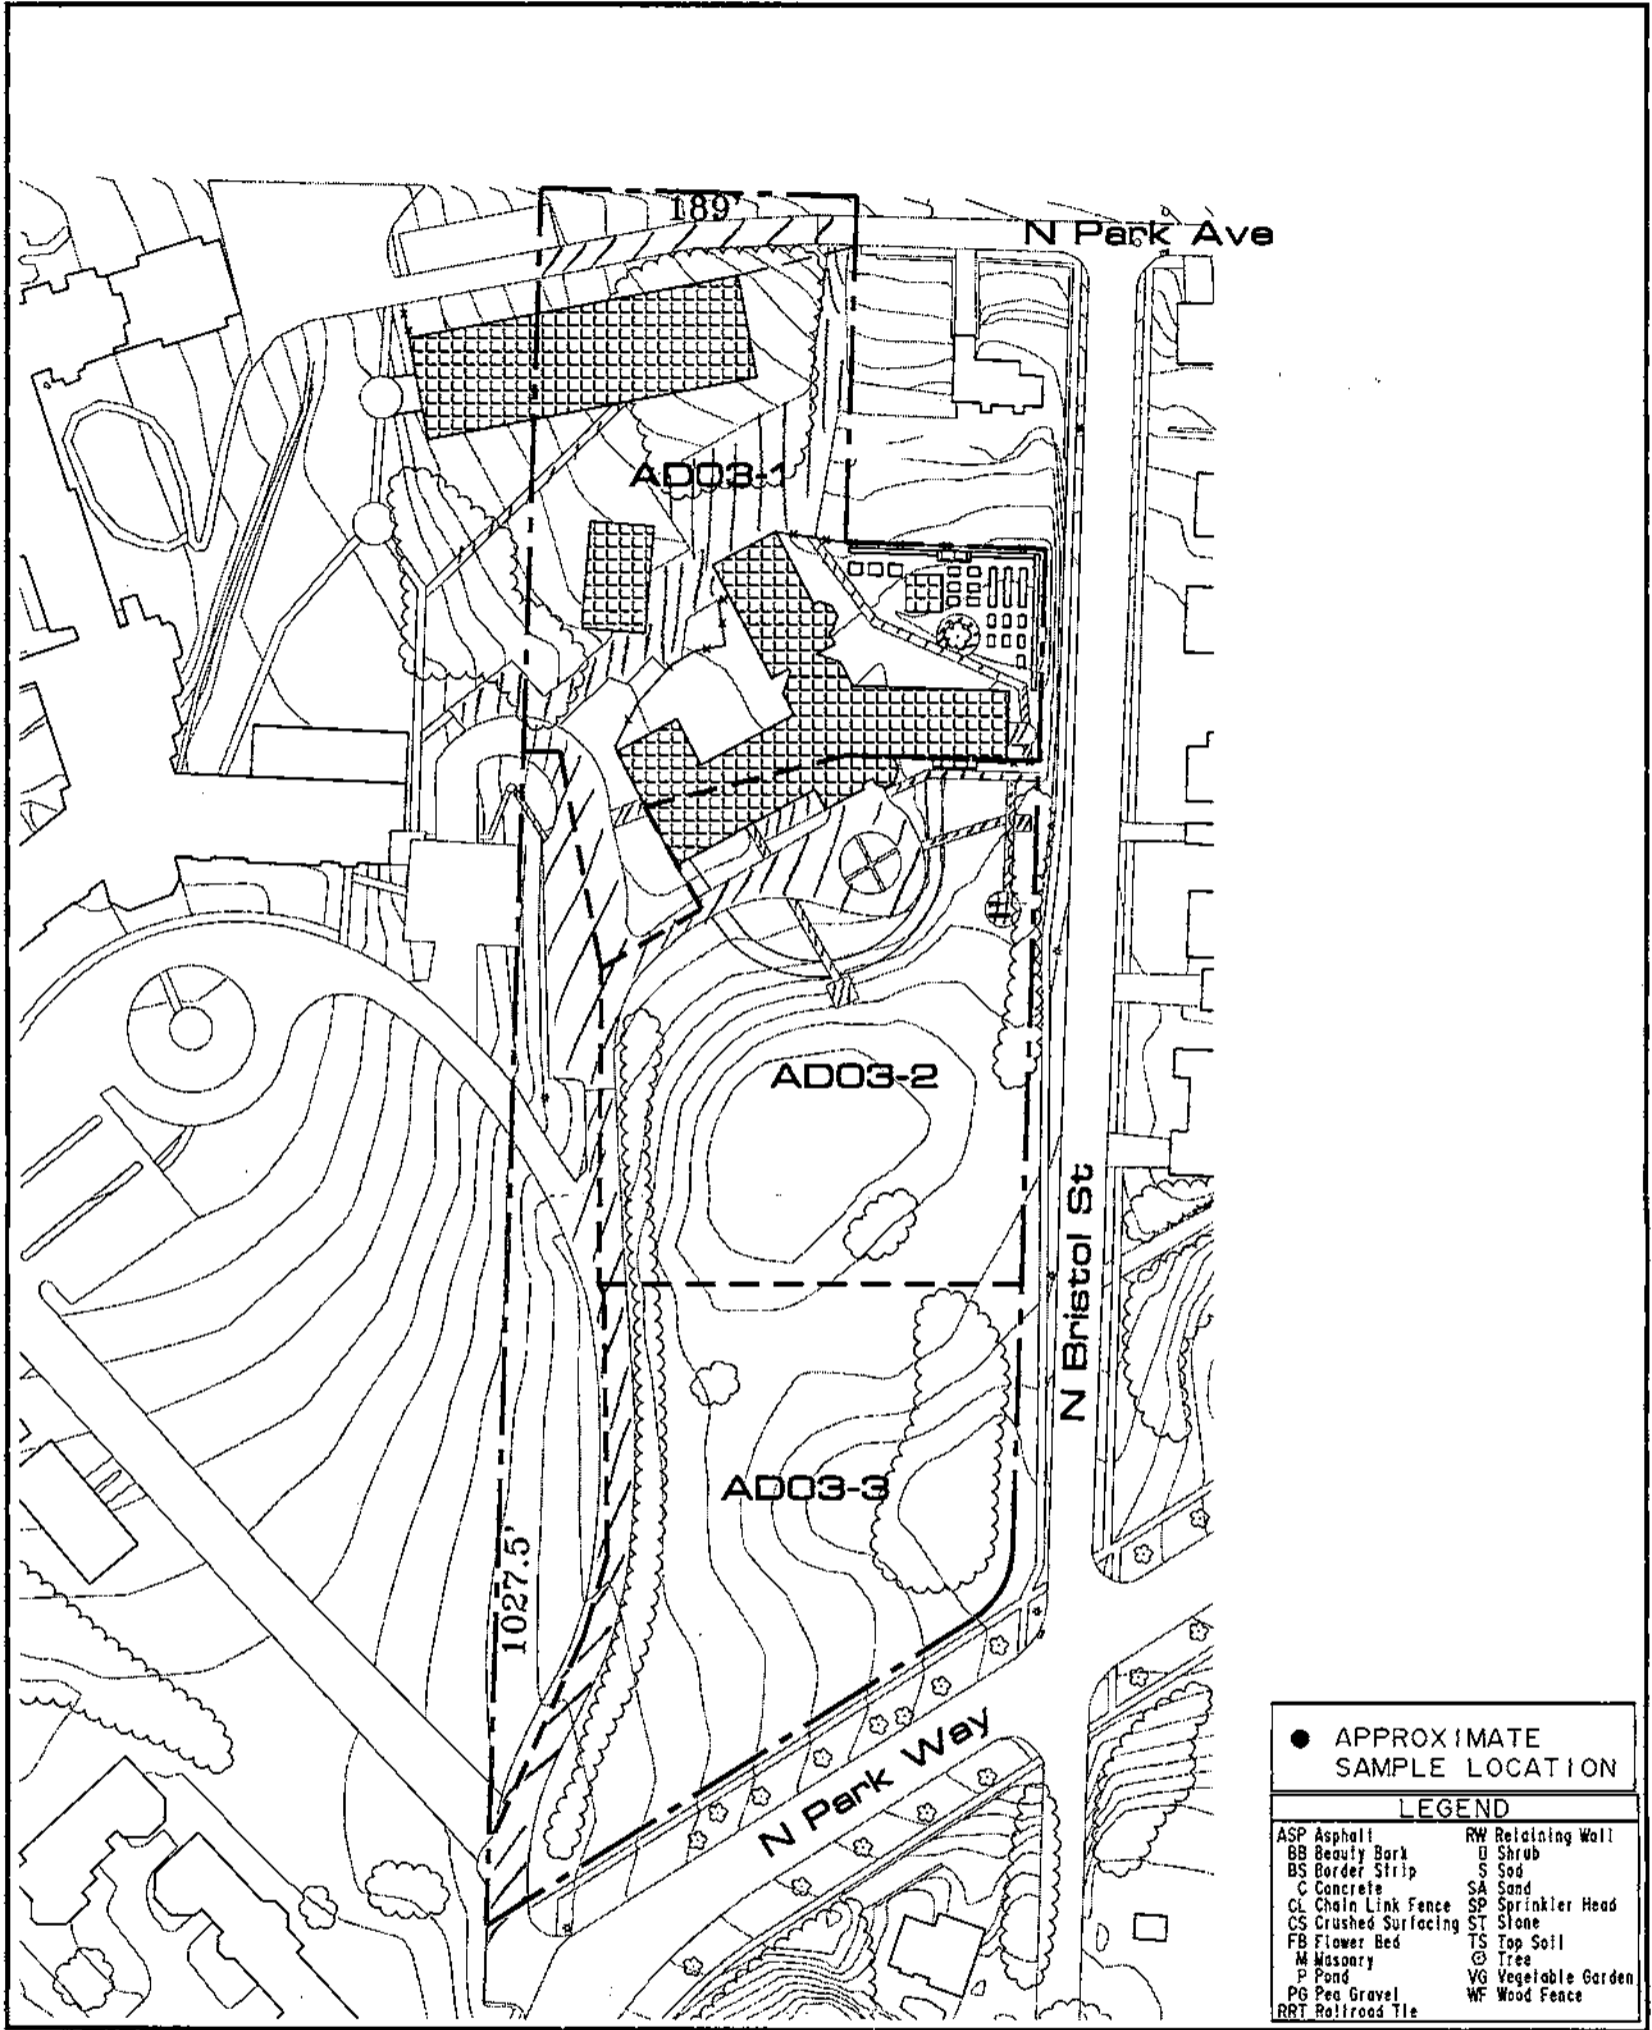 189'
N Park Ave
AD03-1
AD03-2
N Bristol St
AD03-3
1027.5'
N Park Way
APPROXIMATE
SAMPLE LOCATION
LEGEND
ASP Asphalt
BB Beauty Bark
BS Border Strip
C Concrete
CL Chain Link Fence
CS Crushed Surfacing
FB Flower Bed
M Masonry
P Pond
PG Pea Gravel
RRT Railroad Tie
RW Retaining Wall
Shrub
S Sod
SA Sand
SP Sprinkler Head
ST Stone
TS Top Soil
Tree
VG Vegetable Garden
WF Wood Fence